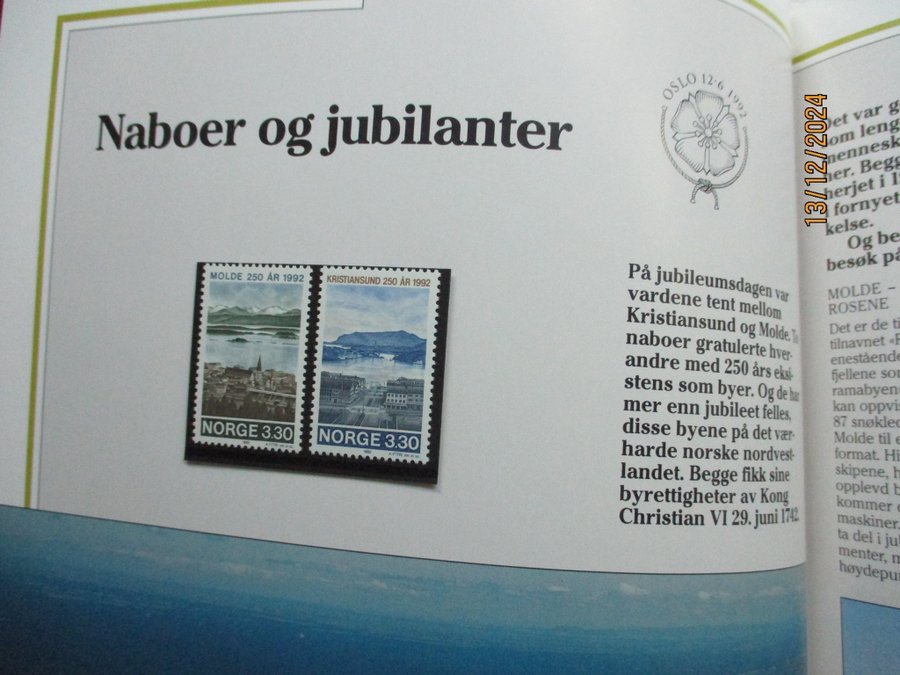 Naboer og jubilanter
OSLO 12·6 1992
MOLDE 250 ÅR 1992
NORGE 3.30
KRISTIANSUND 250 ÅR 1992
NORGE 3.30
På jubileumsdagen var
vardene tent mellom
Kristiansund og Molde. To
naboer gratulerte hver-
andre med 250 års eksi-
stens som byer. Og de har
mer enn jubileet felles,
disse byene på det vær-
harde norske nordvest-
landet. Begge fikk sine
byrettigheter av Kong
Christian VI 29. juni 1742.
13/12/2024
Det var g
som leng
mennesk
her. Begg
herjet i 1
i fornyet
kelse.
Og be
besøk på
MOLDE –
ROSENE
Det er de ti
tilnavnet «R
enestående
fjellene som
ramabyen
kan oppvis
87 snøkled
Molde til e
format. Hi
skipene, h
opplevd b
kommer o
maskiner.
ta del i jul
menter, m
høydepun